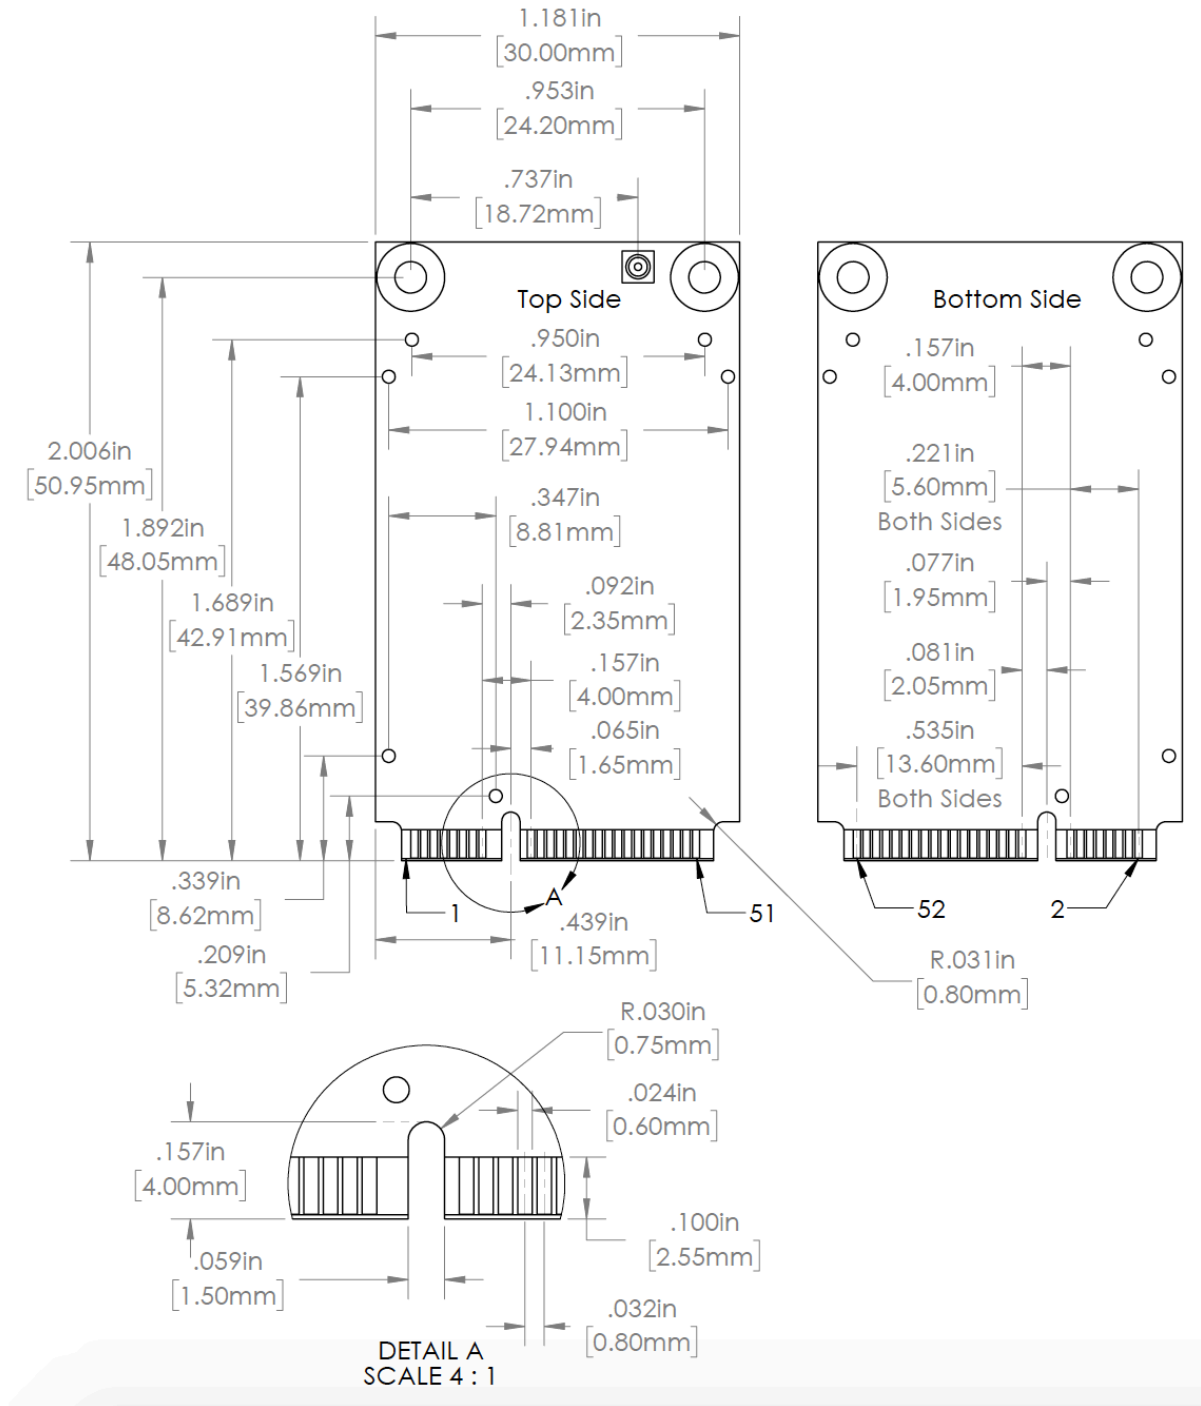 1.181in
[30.00mm]
.953in
[24.20mm]
.737in
[18.72mm]
Top Side
.950in
[24.13mm]
1.100in
[27.94mm]
2.006in
[50.95mm]
.347in
[8.81mm]
1.892in
[48.05mm]
.092in
[2.35mm]
1.689in
[42.91mm]
.157in
[4.00mm]
1.569in
[39.86mm]
.065in
[1.65mm]
.339in
[8.62mm]
1
A
51
.439in
[11.15mm]
.209in
[5.32mm]
Bottom Side
.157in
[4.00mm]
.221in
[5.60mm]
Both Sides
.077in
[1.95mm]
.081in
[2.05mm]
.535in
[13.60mm]
Both Sides
52
2
R.031in
[0.80mm]
R.030in
[0.75mm]
.024in
[0.60mm]
.157in
[4.00mm]
.100in
[2.55mm]
.059in
[1.50mm]
.032in
[0.80mm]
DETAIL A
SCALE 4 : 1